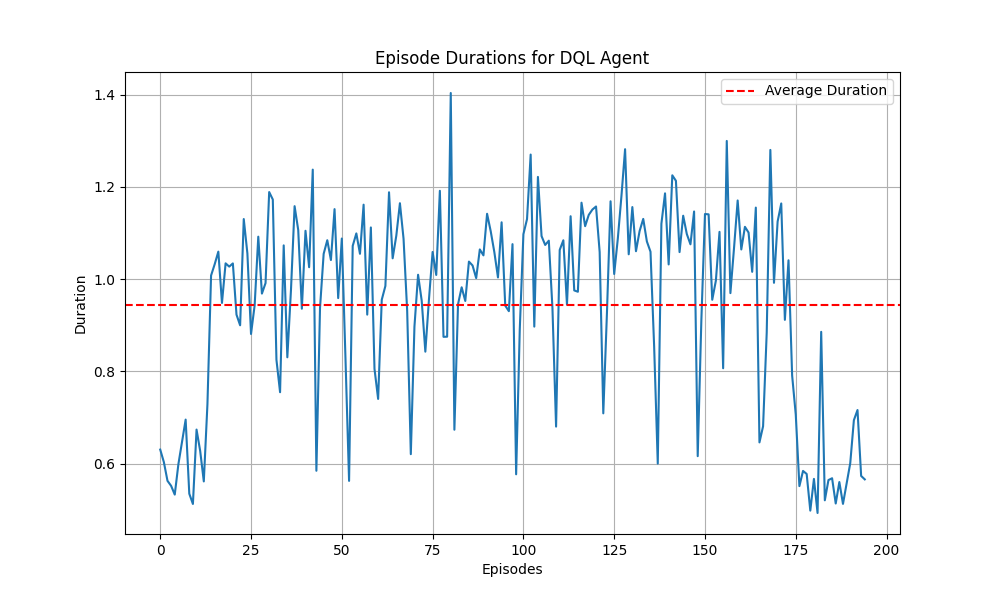 Episode Durations for DQL Agent
Average Duration
1.4
1.2
1.0
0.8
0.6
Duration
0 25 50 75 100 125 150 175 200
Episodes